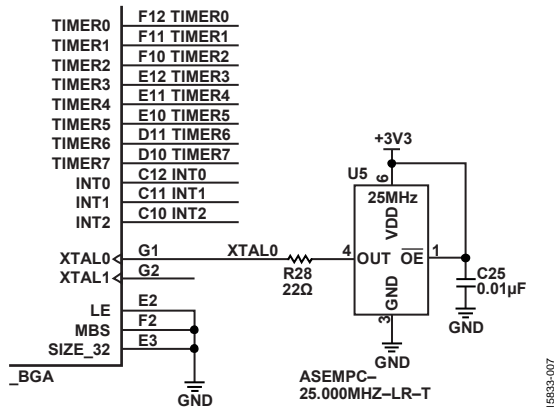 TIMER0 F12 TIMER0
TIMER1 F11 TIMER1
TIMER2 F10 TIMER2
TIMER3 E12 TIMER3
TIMER4 E11 TIMER4
TIMER5 E10 TIMER5
TIMER6 D11 TIMER6
TIMER7 D10 TIMER7
INT0 C12 INT0
INT1 C11 INT1
INT2 C10 INT2
XTAL0 G1 XTAL0
XTAL1 G2
R28
22Ω
LE E2
MBS F2
SIZE_32 E3
GND
_BGA
+3V3
U5
6
25MHz
VDD
4 OUT OE 1
GND
3
GND
C25
0.01µF
GND
ASEMPC–
25.000MHZ–LR–T
15833-007